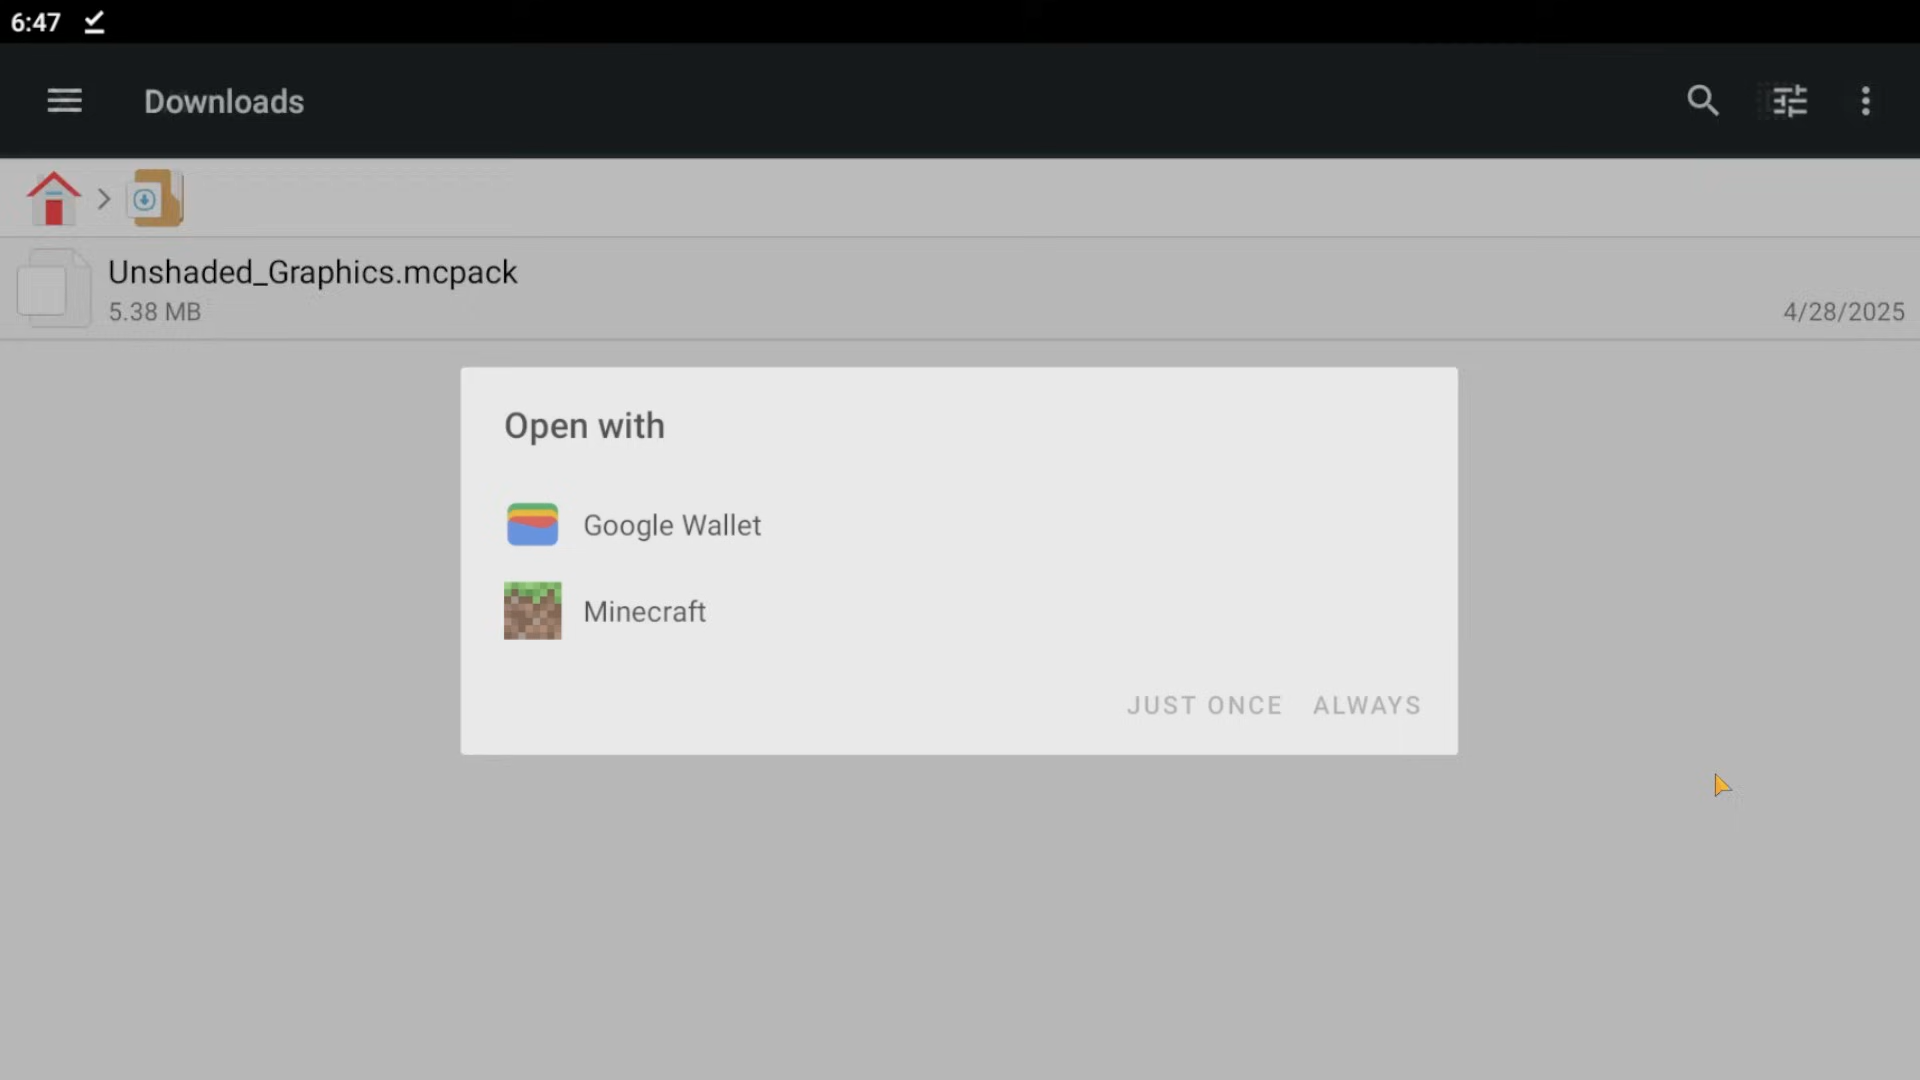 6:47
Downloads
Unshaded_Graphics.mcpack
5.38 MB
4/28/2025
Open with
Google Wallet
Minecraft
JUST ONCE
ALWAYS